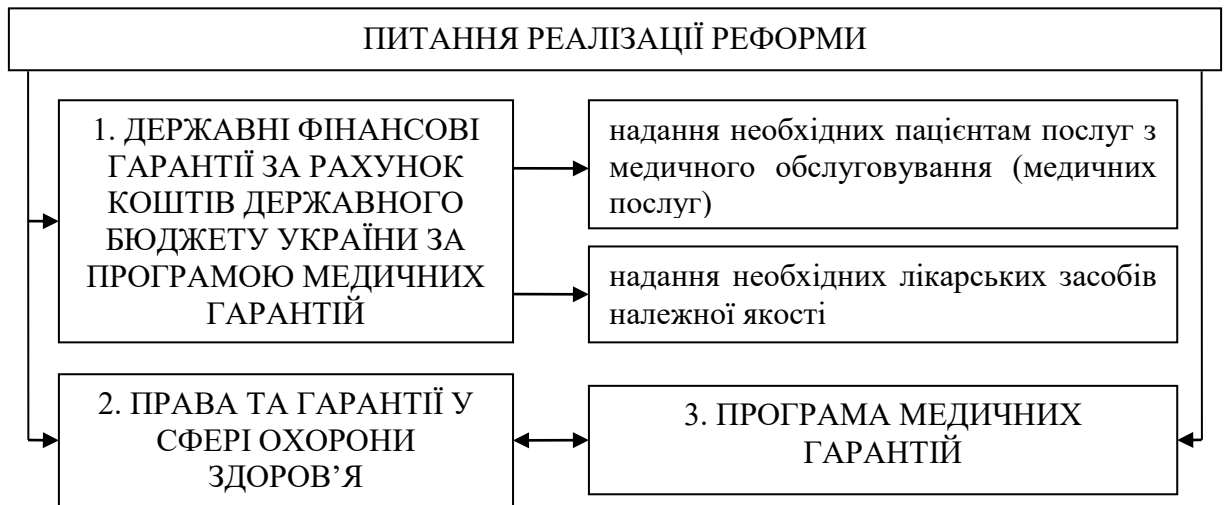 ПИТАННЯ РЕАЛІЗАЦІЇ РЕФОРМИ
1. ДЕРЖАВНІ ФІНАНСОВІ
ГАРАНТІЇ ЗА РАХУНОК
КОШТІВ ДЕРЖАВНОГО
БЮДЖЕТУ УКРАЇНИ ЗА
ПРОГРАМОЮ МЕДИЧНИХ
ГАРАНТІЙ
надання необхідних пацієнтам послуг з
медичного обслуговування (медичних
послуг)
надання необхідних лікарських засобів
належної якості
2. ПРАВА ТА ГАРАНТІЇ У
СФЕРІ ОХОРОНИ
ЗДОРОВ’Я
3. ПРОГРАМА МЕДИЧНИХ
ГАРАНТІЙ